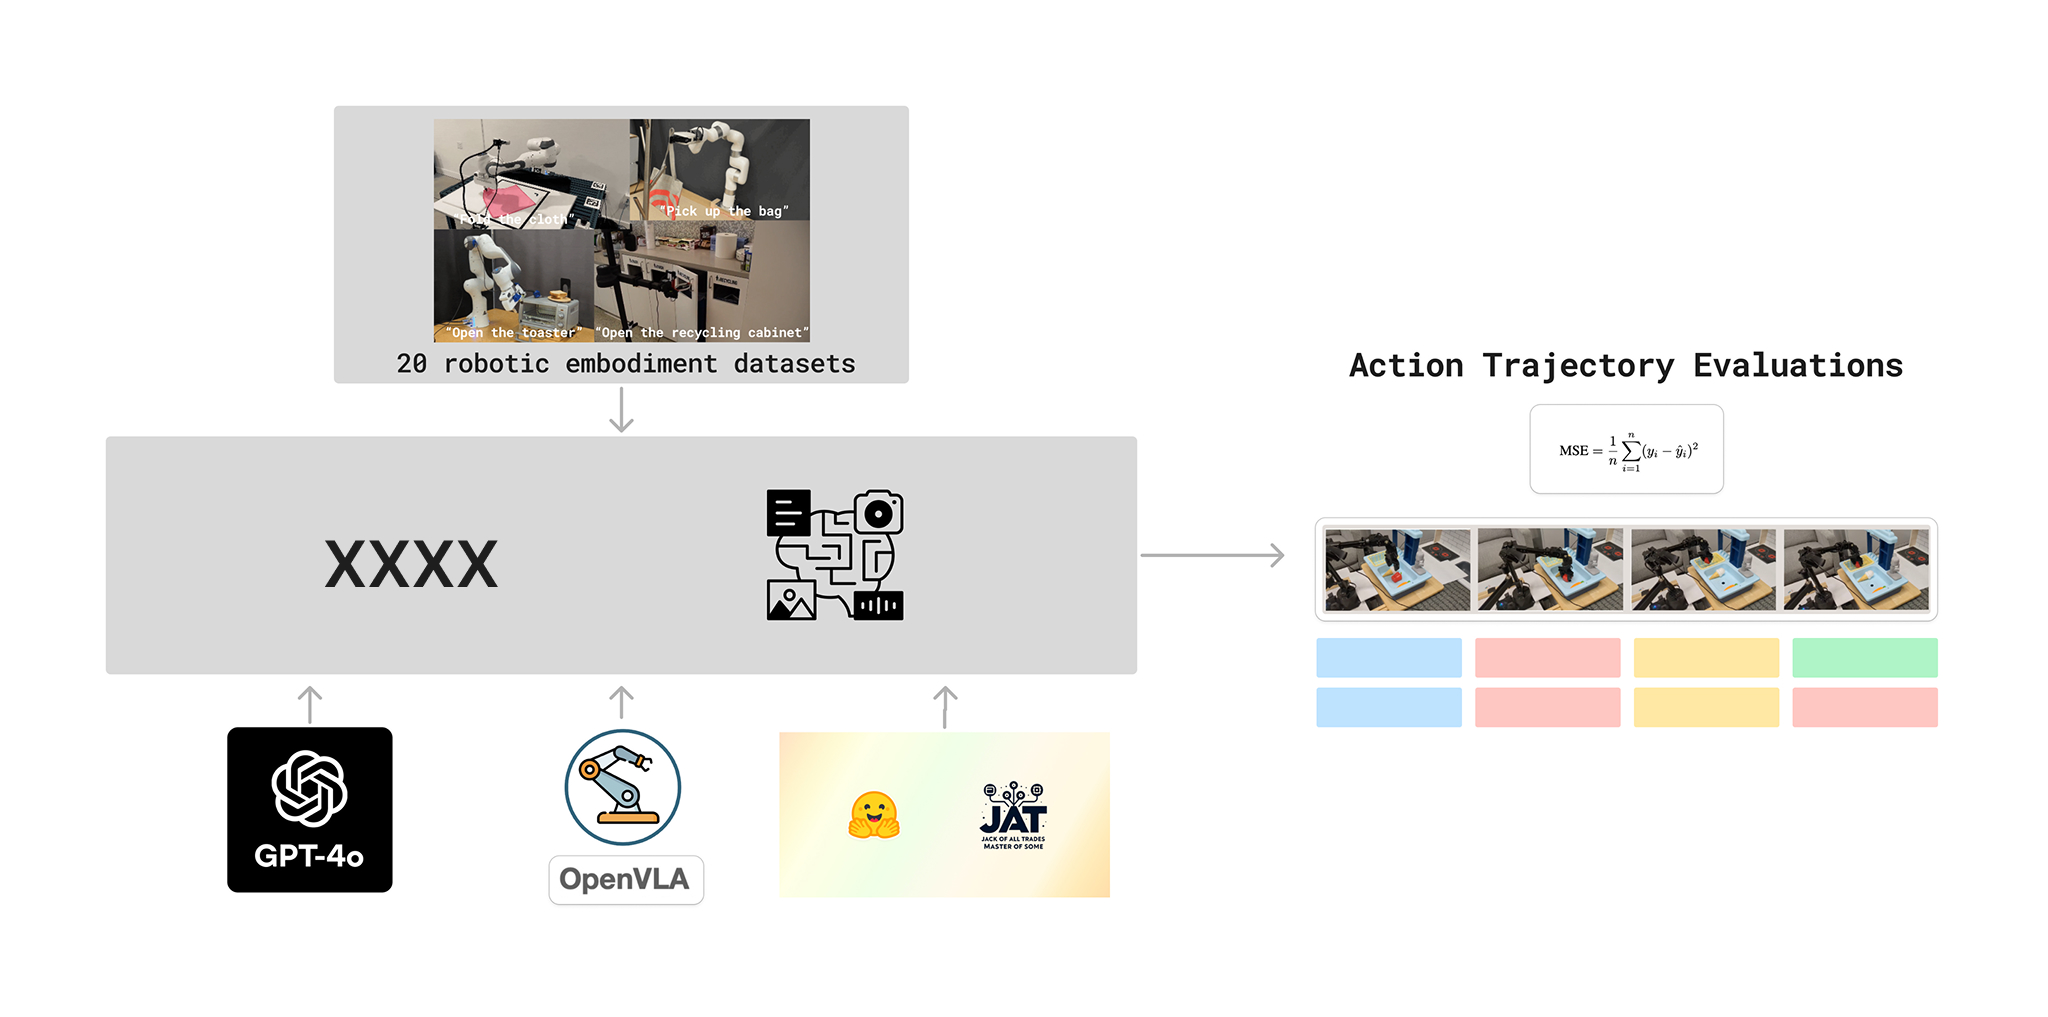 “Fold the cloth”
“Pick up the bag”
“Open the toaster”
“Open the recycling cabinet”
20 robotic embodiment datasets
XXXX
GPT-4o
OpenVLA
JAT
JACK OF ALL TRADES
MASTER OF SOME
Action Trajectory Evaluations
MSE = \frac{1}{n} \sum_{i=1}^{n} (y_i - \hat{y}_i)^2